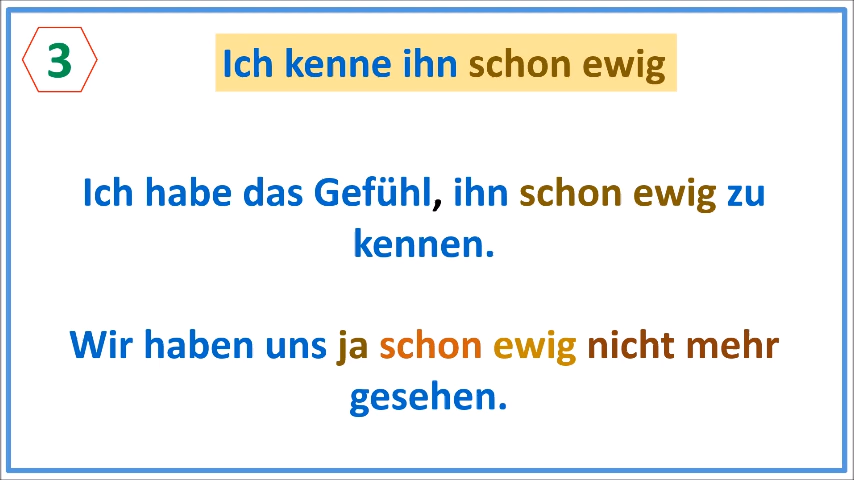 3
Ich kenne ihn schon ewig
Ich habe das Gefühl, ihn schon ewig zu
kennen.
Wir haben uns ja schon ewig nicht mehr
gesehen.